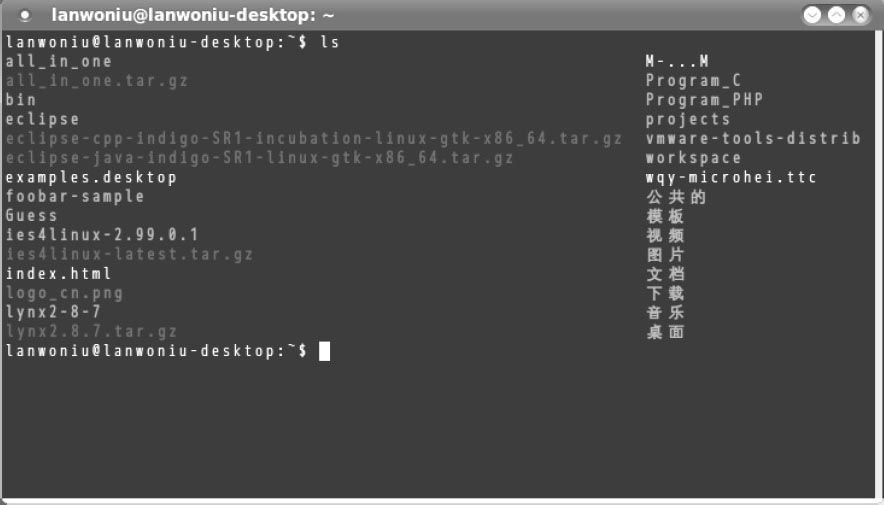 lanwoniu@lanwoniu-desktop: ~
lanwoniu@lanwoniu-desktop:~$ ls
all_in_one M-...M
all_in_one.tar.gz Program_C
bin Program_PHP
eclipse projects
eclipse-cpp-indigo-SR1-incubation-linux-gtk-x86_64.tar.gz vmware-tools-distrib
eclipse-java-indigo-SR1-linux-gtk-x86_64.tar.gz workspace
examples.desktop wqy-microhei.ttc
foobar-sample 公共的
Guess 模板
ies4linux-2.99.0.1 视频
ies4linux-latest.tar.gz 图片
index.html 文档
logo_cn.png 下载
lynx2-8-7 音乐
lynx2.8.7.tar.gz 桌面
lanwoniu@lanwoniu-desktop:~$